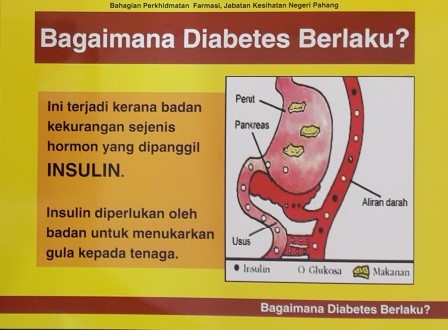 Bahagian Perkhidmatan Farmasi, Jabatan Kesihatan Negeri Pahang
Bagaimana Diabetes Berlaku?
Ini terjadi kerana badan
kekurangan sejenis
hormon yang dipanggil
INSULIN.
Insulin diperlukan oleh
badan untuk menukarkan
gula kepada tenaga.
Perut
Pankreas
Aliran darah
Usus
Insulin Glukosa Makanan
Bagaimana Diabetes Berlaku?